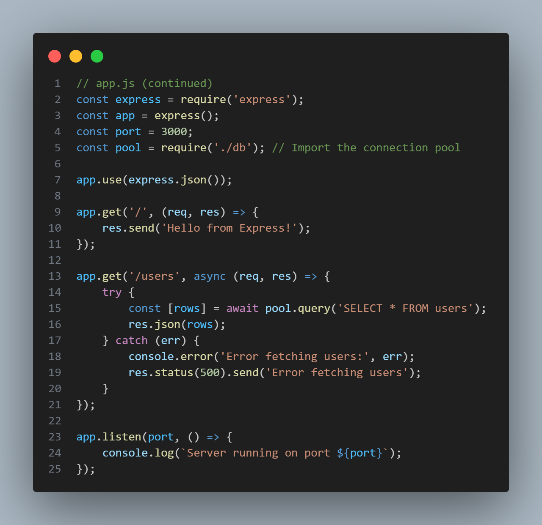 1 // app.js (continued)
2 const express = require('express');
3 const app = express();
4 const port = 3000;
5 const pool = require('./db'); // Import the connection pool
6
7 app.use(express.json());
8
9 app.get('/', (req, res) => {
10     res.send('Hello from Express!');
11 });
12
13 app.get('/users', async (req, res) => {
14     try {
15         const [rows] = await pool.query('SELECT * FROM users');
16         res.json(rows);
17     } catch (err) {
18         console.error('Error fetching users:', err);
19         res.status(500).send('Error fetching users');
20     }
21 });
22
23 app.listen(port, () => {
24     console.log(`Server running on port ${port}`);
25 });